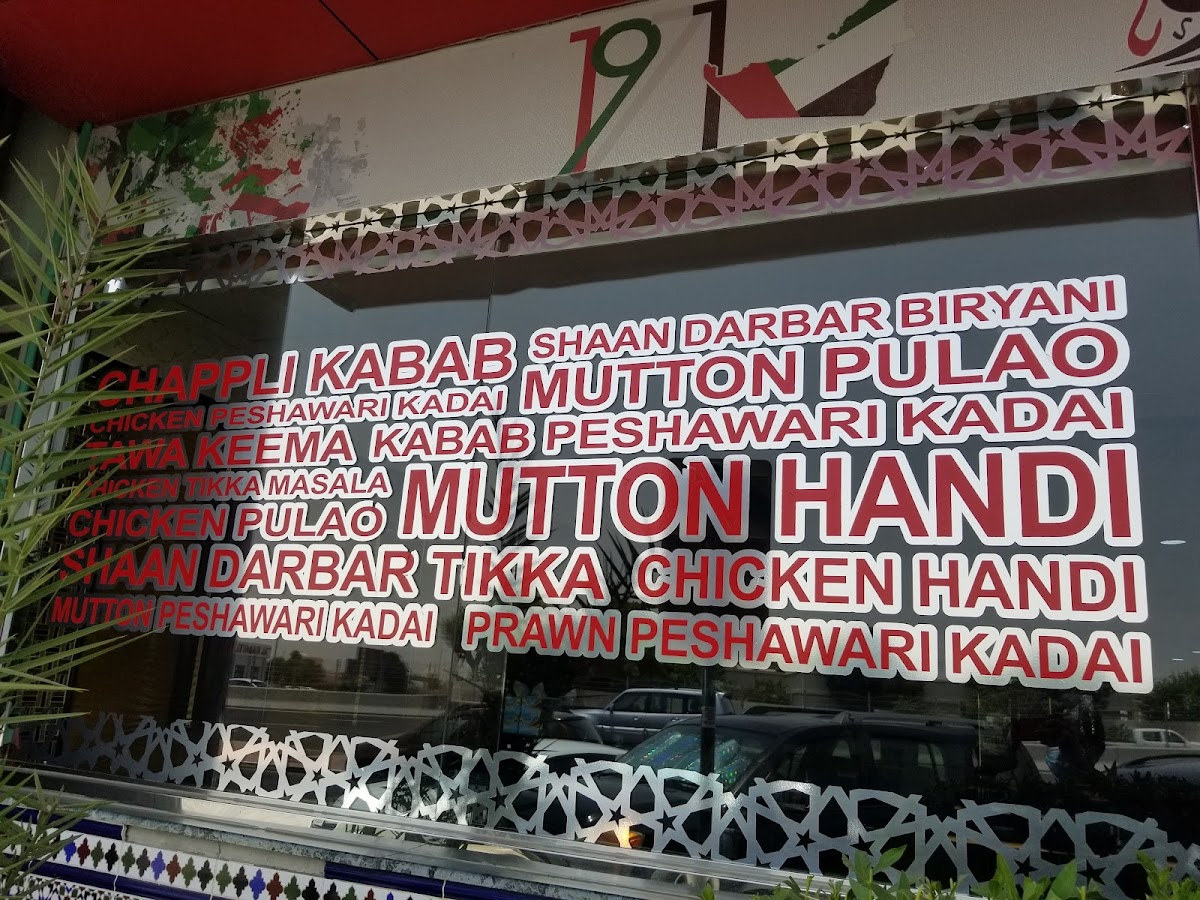 1971
CHAPPLI KABAB SHAAN DARBAR BIRYANI
CHICKEN PESHAWARI KADAI MUTTON PULAO
TAWA KEEMA KABAB PESHAWARI KADAI
CHICKEN TIKKA MASALA MUTTON HANDI
CHICKEN PULAO
SHAAN DARBAR TIKKA CHICKEN HANDI
MUTTON PESHAWARI KADAI PRAWN PESHAWARI KADAI